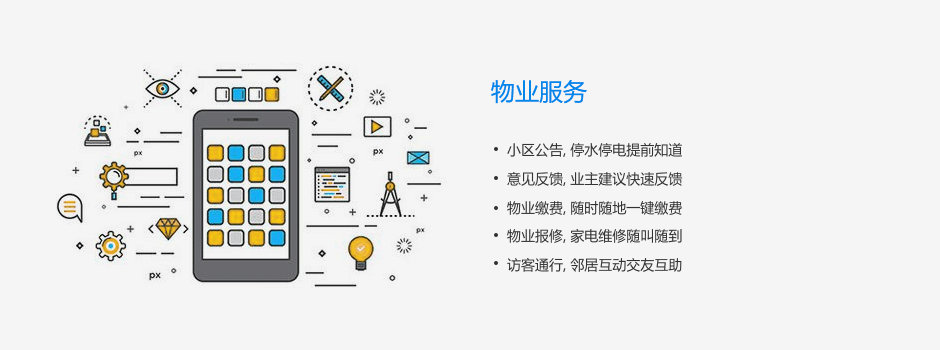 物业服务
• 小区公告, 停水停电提前知道
• 意见反馈, 业主建议快速反馈
• 物业缴费, 随时随地一键缴费
• 物业报修, 家电维修随叫随到
• 访客通行, 邻居互动交友互助
px
px
px
px